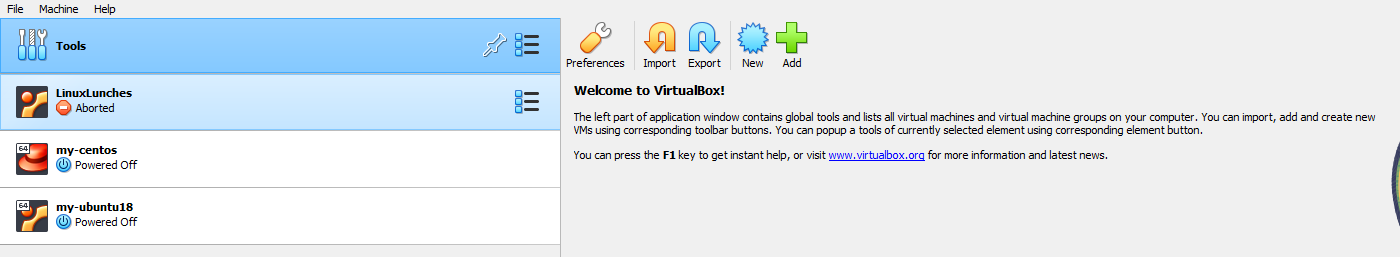 File Machine Help
Tools
LinuxLunches
Aborted
64
my-centos
Powered Off
64
my-ubuntu18
Powered Off
Preferences Import Export New Add
Welcome to VirtualBox!
The left part of application window contains global tools and lists all virtual machines and virtual machine groups on your computer. You can import, add and create new
VMs using corresponding toolbar buttons. You can popup a tools of currently selected element using corresponding element button.
You can press the F1 key to get instant help, or visit www.virtualbox.org for more information and latest news.